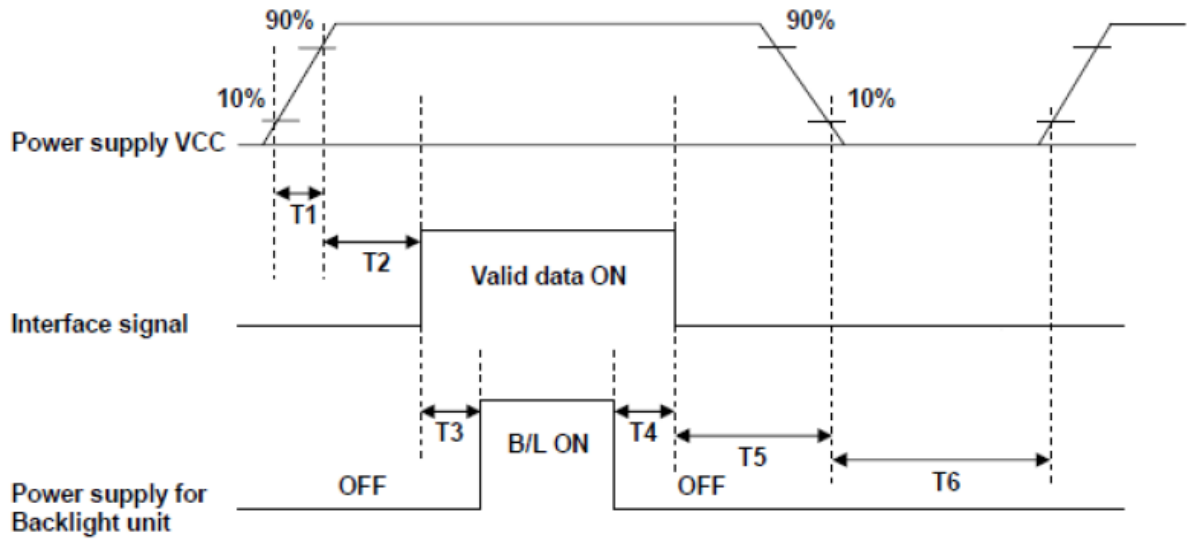 90%
90%
10%
10%
Power supply VCC
T1
T2
Valid data ON
Interface signal
T3
B/L ON
T4
T5
T6
OFF
OFF
Power supply for
Backlight unit